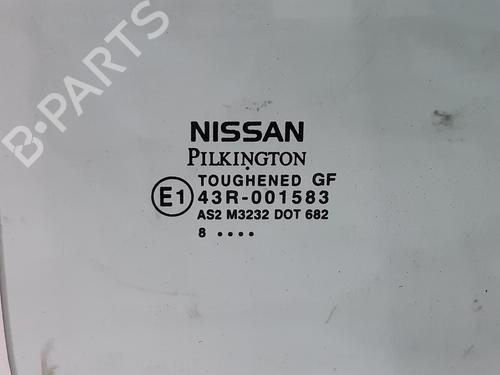 B-PARTS
NISSAN
PILKINGTON
TOUGHENED GF
E1 43R-001583
AS2 M3232 DOT 682
8 ....